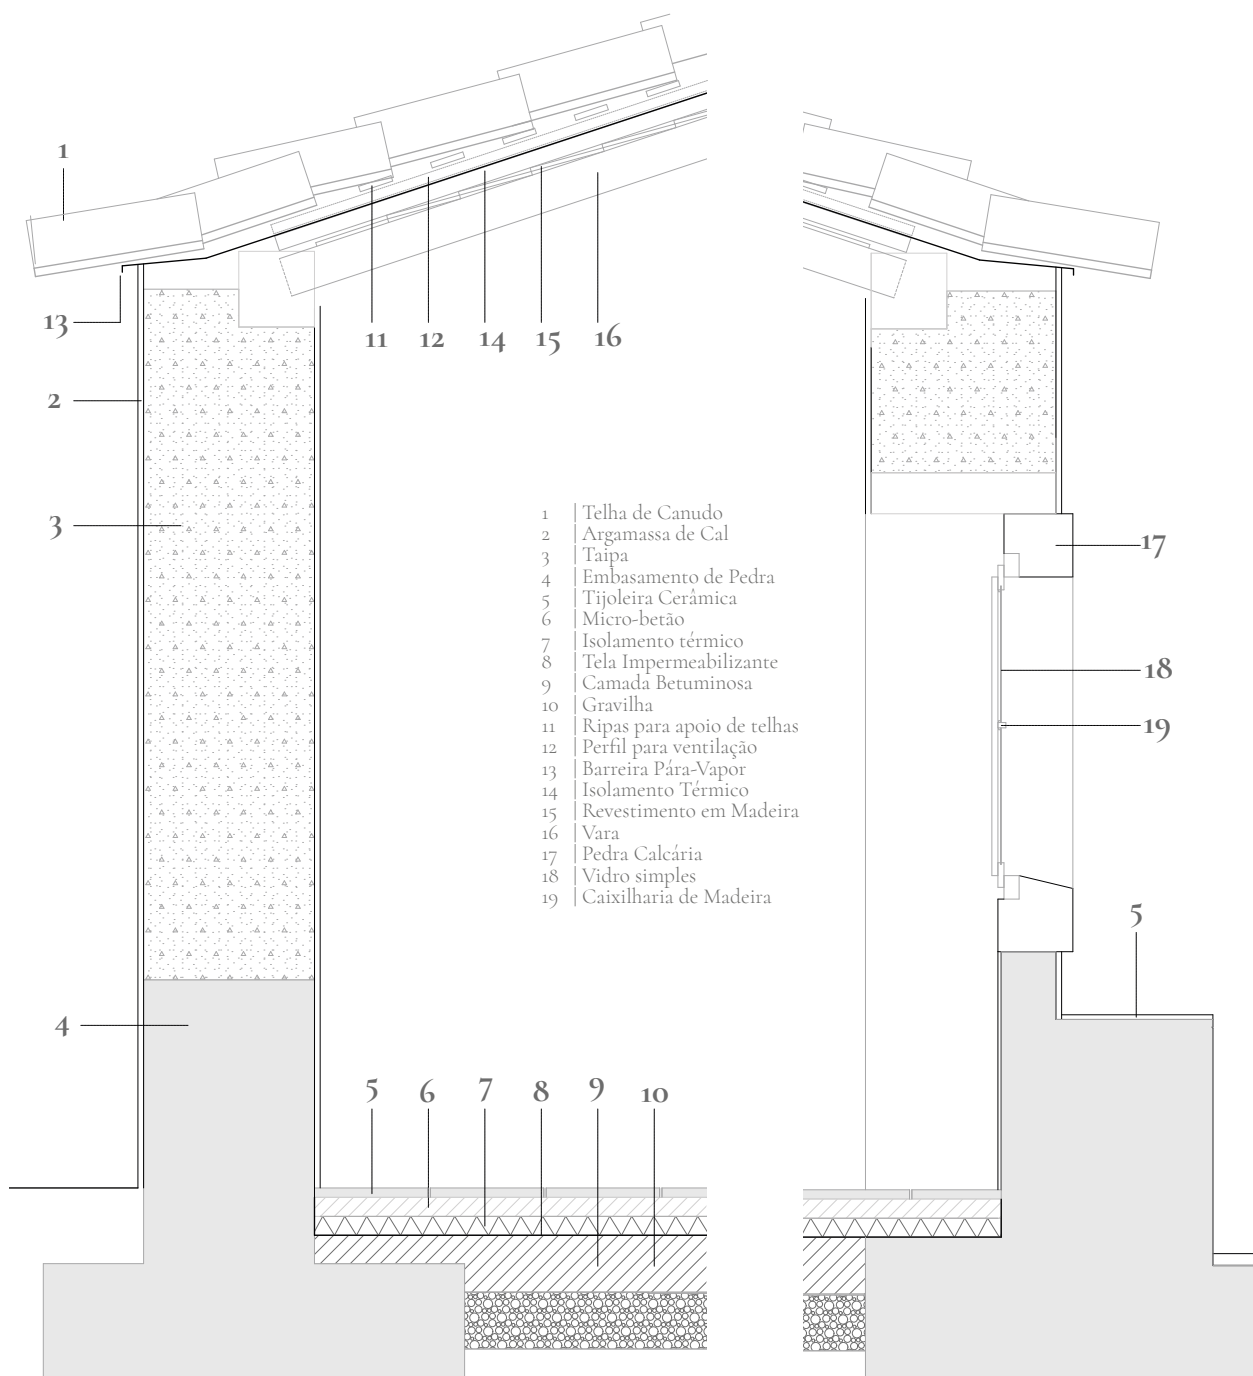 1
13
2
3
4
11
12
14
15
16
1 | Telha de Canudo
2 | Argamassa de Cal
3 | Taipa
4 | Embasamento de Pedra
5 | Tijoleira Cerâmica
6 | Micro-betão
7 | Isolamento térmico
8 | Tela Impermeabilizante
9 | Camada Betuminosa
10 | Gravilha
11 | Ripas para apoio de telhas
12 | Perfil para ventilação
13 | Barreira Pára-Vapor
14 | Isolamento Térmico
15 | Revestimento em Madeira
16 | Vara
17 | Pedra Calcária
18 | Vidro simples
19 | Caixilharia de Madeira
17
18
19
5
5
6
7
8
9
10